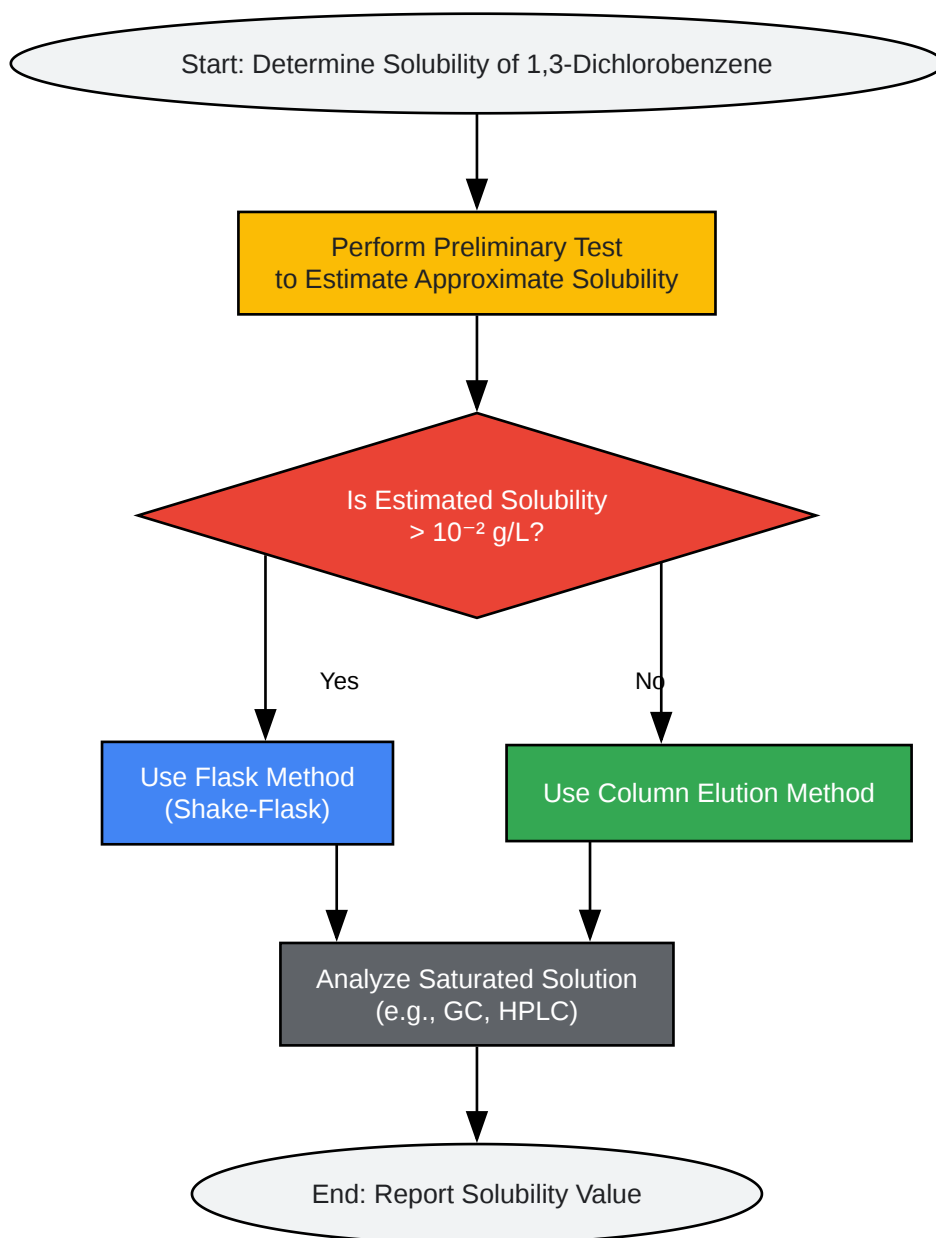 Start: Determine Solubility of 1,3-Dichlorobenzene
Perform Preliminary Test
to Estimate Approximate Solubility
Is Estimated Solubility
> 10⁻² g/L?
Yes
No
Use Flask Method
(Shake-Flask)
Use Column Elution Method
Analyze Saturated Solution
(e.g., GC, HPLC)
End: Report Solubility Value